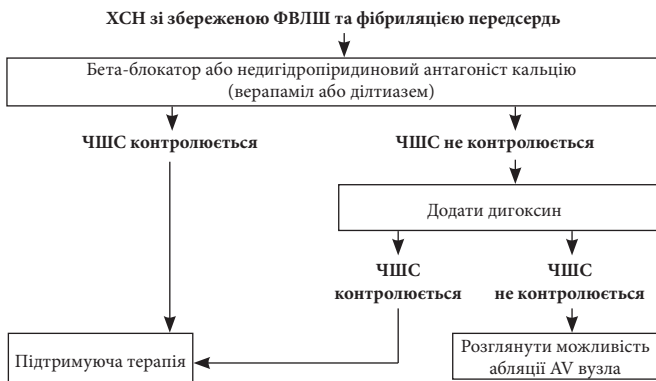 ХСН зі збереженою ФВЛШ та фібриляцією передсердь
Бета-блокатор або недигідропіридиновий антагоніст кальцію
(верапаміл або ділтиазем)
ЧШС контролюється
ЧШС не контролюється
Додати дигоксин
ЧШС
контролюється
ЧШС
не контролюється
Підтримуюча терапія
Розглянути можливість
абляції AV вузла